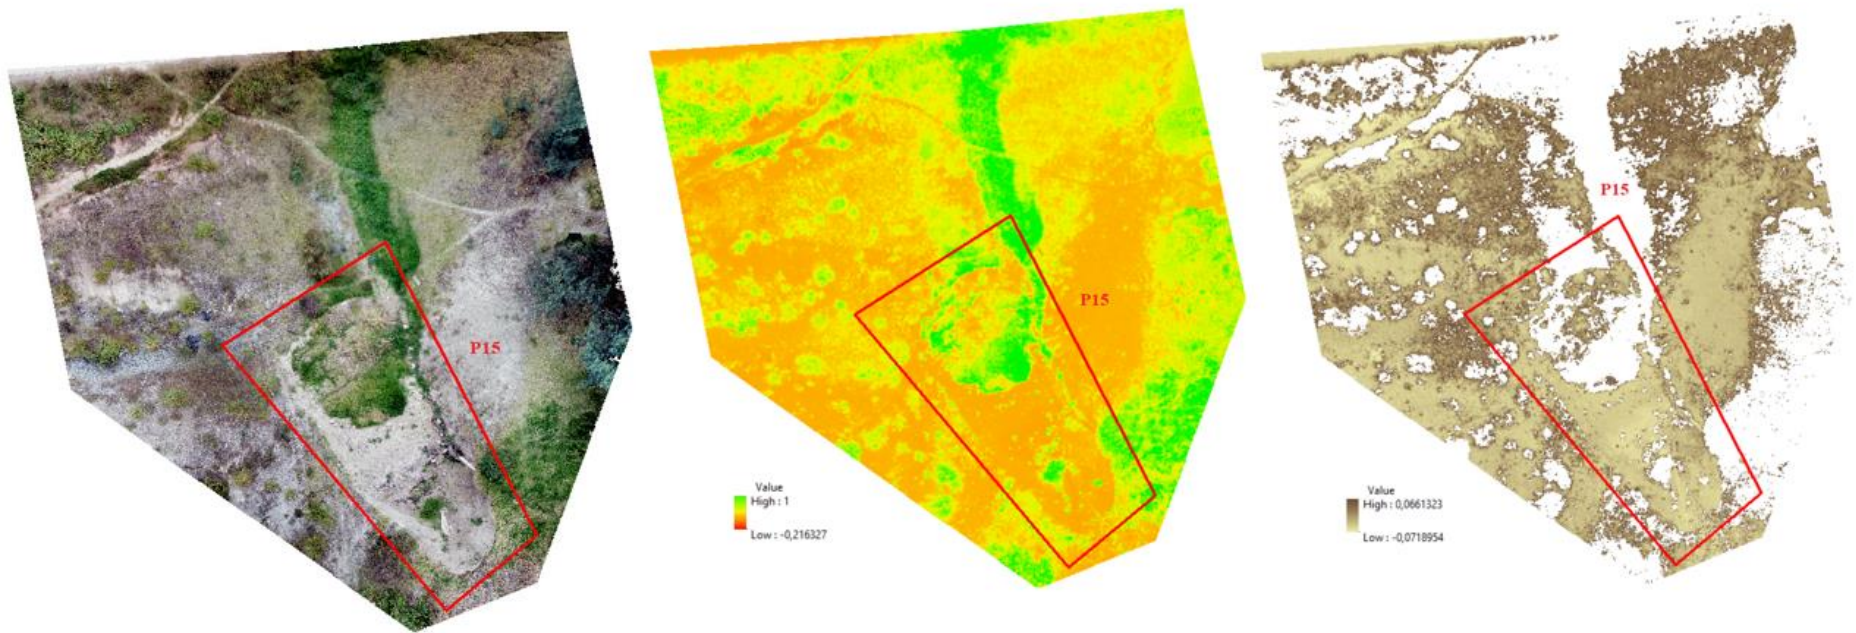 P15
Value
High : 1
Low : -0,216327
P15
Value
High : 0,0661323
Low : -0,0718954
P15